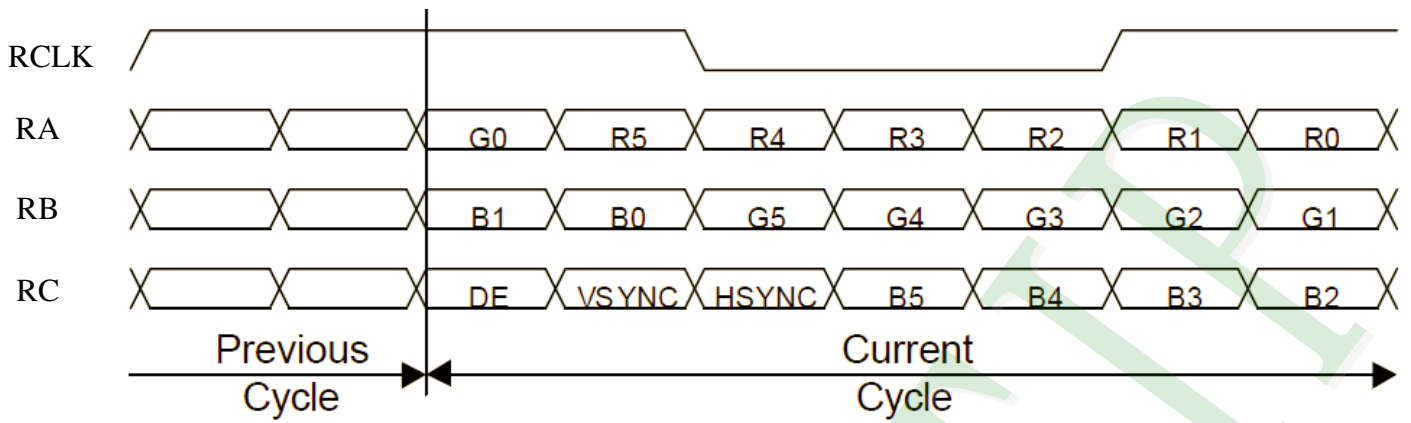 RCLK
RA G0 R5 R4 R3 R2 R1 R0
RB B1 B0 G5 G4 G3 G2 G1
RC DE VSYNC HSYNC B5 B4 B3 B2
Previous Current
Cycle Cycle